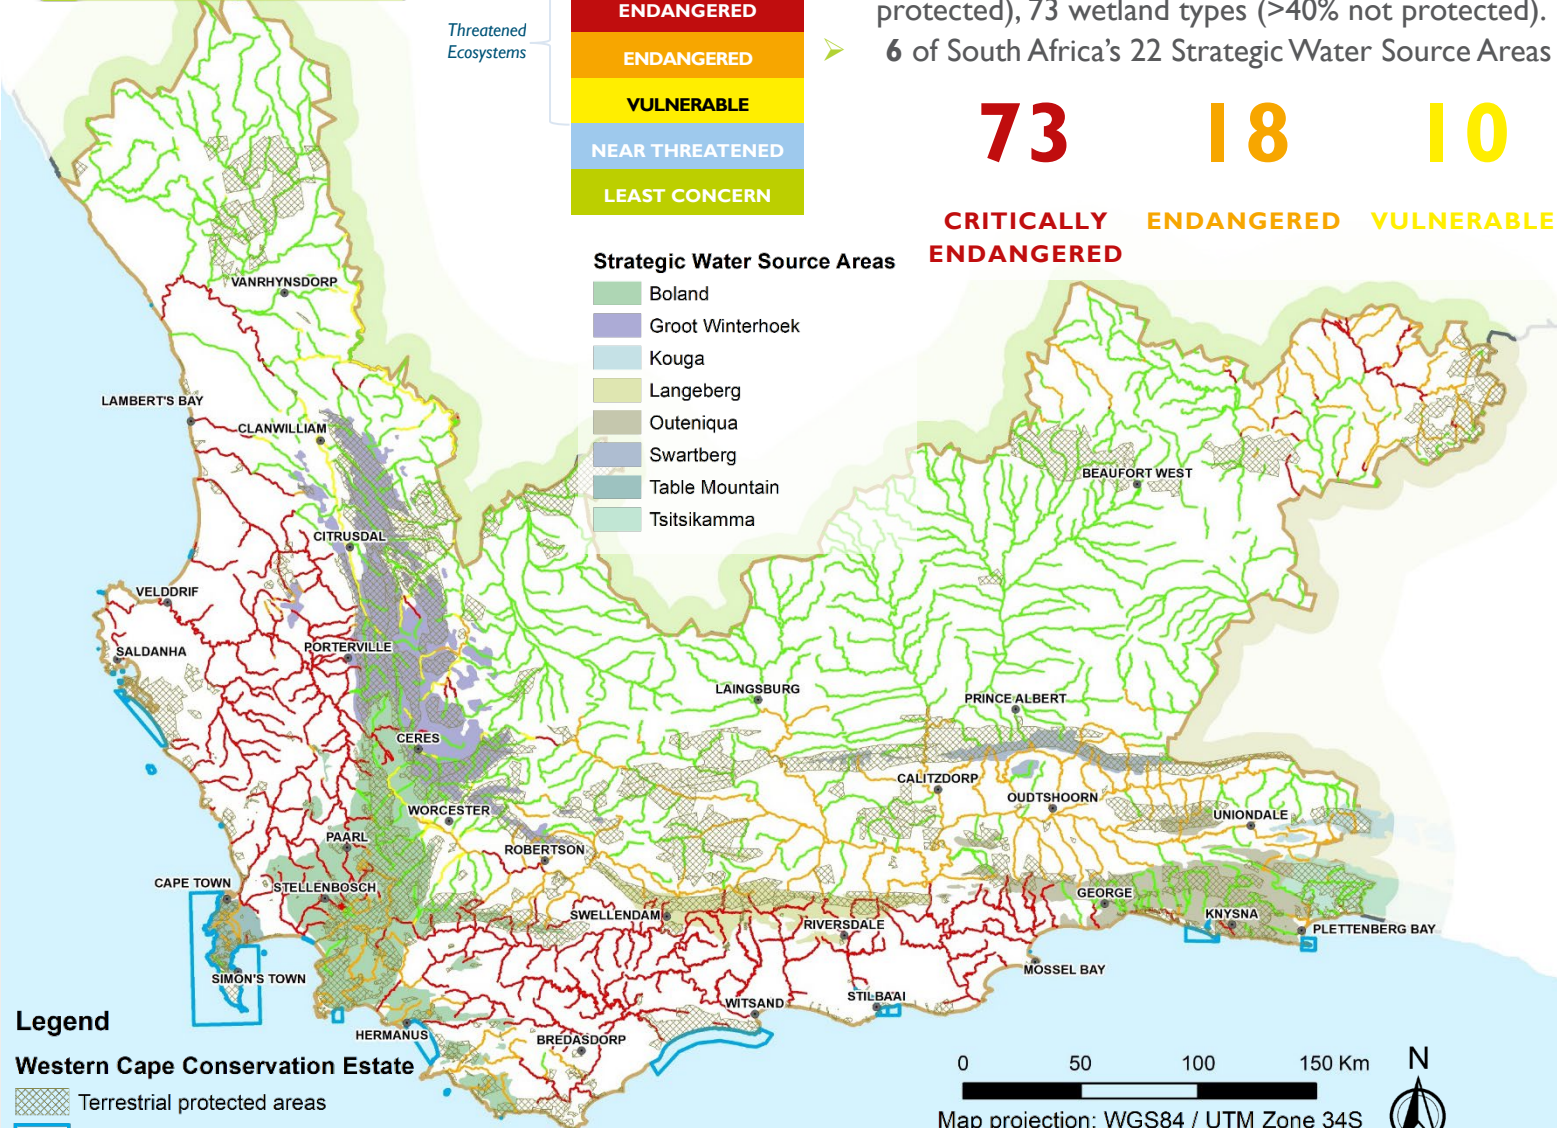 protected), 73 wetland types (>40% not protected).
➢ 6 of South Africa's 22 Strategic Water Source Areas
Threatened
Ecosystems
ENDANGERED
ENDANGERED
VULNERABLE
NEAR THREATENED
LEAST CONCERN
73
18
10
CRITICALLY
ENDANGERED
ENDANGERED
VULNERABLE
Strategic Water Source Areas
Boland
Groot Winterhoek
Kouga
Langeberg
Outeniqua
Swartberg
Table Mountain
Tsitsikamma
VANRHYNSDORP
LAMBERT'S BAY
CLANWILLIAM
BEAUFORT WEST
CITRUSDAL
VELDDRIF
SALDANHA
PORTERVILLE
LAINGSBURG
PRINCE ALBERT
CERES
CALITZDORP
OUDTSHOORN
WORCESTER
UNIONDALE
PAARL
ROBERTSON
CAPE TOWN
STELLENBOSCH
GEORGE
SWELLENDAM
KNYSNA
RIVERSDALE
PLETTENBERG BAY
SIMON'S TOWN
MOSSEL BAY
STILBAAI
WITSAND
HERMANUS
BREDASDORP
Legend
Western Cape Conservation Estate
Terrestrial protected areas
0 50 100 150 Km
N
Map projection: WGS84 / UTM Zone 34S